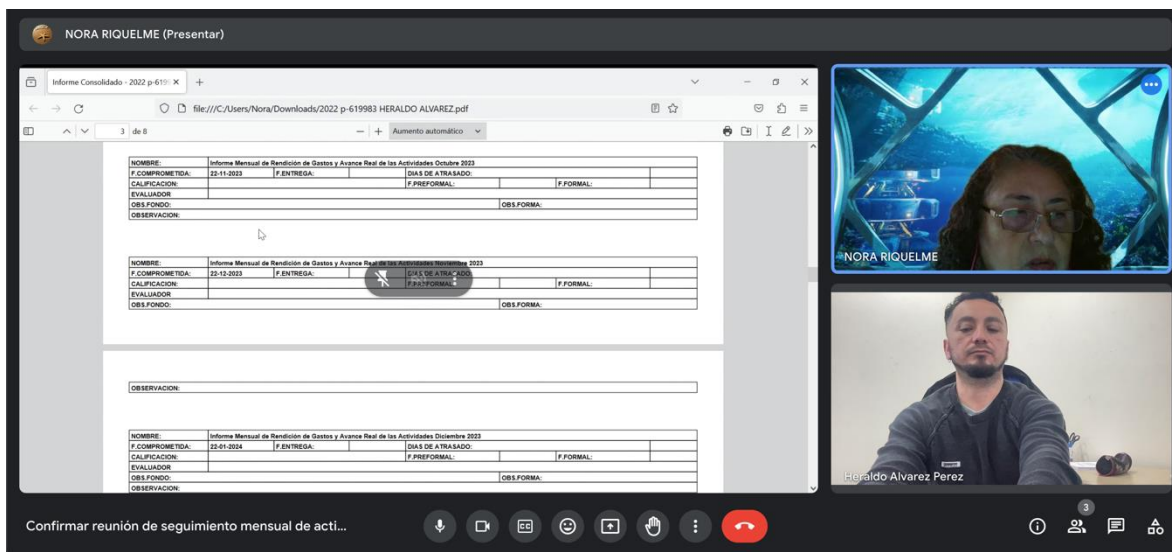 NORA RIQUELME (Presentar)
Informe Consolidado - 2022 p-619
file:///C:/Users/Nora/Downloads/2022 p-619983 HERALDO ALVAREZ.pdf
3 de 8
Aumento automático
NOMBRE: Informe Mensual de Rendición de Gastos y Avance Real de las Actividades Octubre 2023
F.COMPROMETIDA: 22-11-2023 F.ENTREGA: DIAS DE ATRASADO:
CALIFICACION: F.PREFORMAL: F.FORMAL:
EVALUADOR
OBS.FONDO: OBS.FORMA:
OBSERVACION:
NOMBRE: Informe Mensual de Rendición de Gastos y Avance Real de las Actividades Noviembre 2023
F.COMPROMETIDA: 22-12-2023 F.ENTREGA: DIAS DE ATRASADO:
CALIFICACION: F.PREFORMAL: F.FORMAL:
EVALUADOR
OBS.FONDO: OBS.FORMA:
OBSERVACION:
NOMBRE: Informe Mensual de Rendición de Gastos y Avance Real de las Actividades Diciembre 2023
F.COMPROMETIDA: 22-01-2024 F.ENTREGA: DIAS DE ATRASADO:
CALIFICACION: F.PREFORMAL: F.FORMAL:
EVALUADOR
OBS.FONDO: OBS.FORMA:
OBSERVACION:
NORA RIQUELME
Heraldo Alvarez Perez
Confirmar reunión de seguimiento mensual de acti...
CC
3